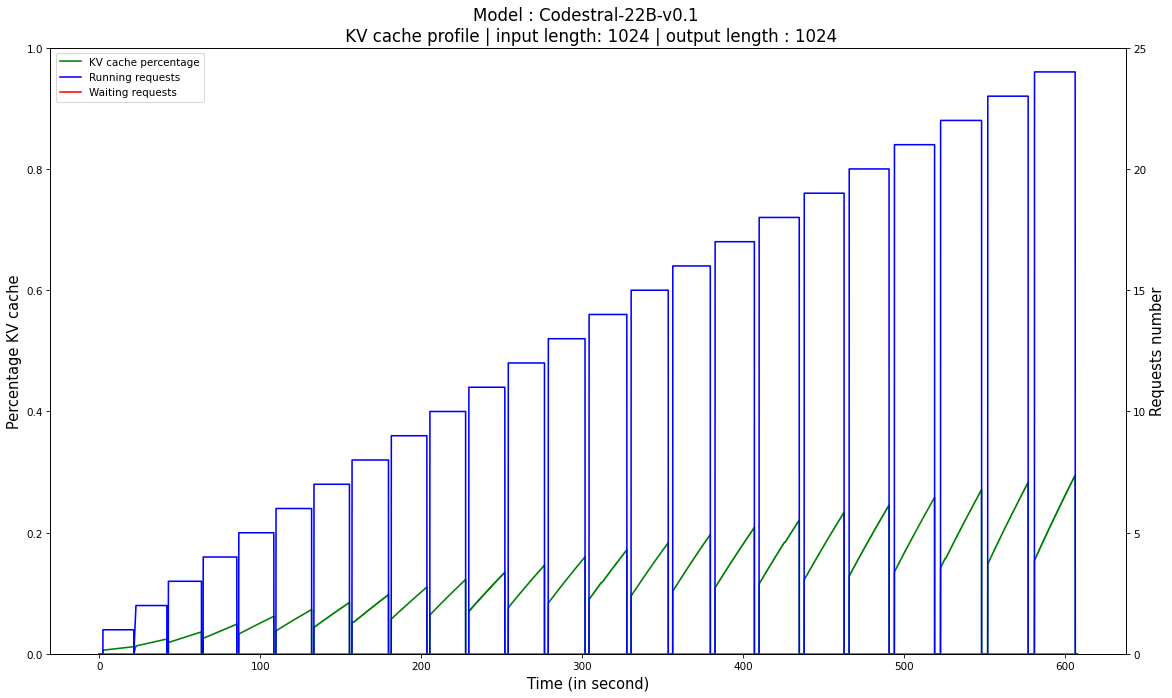 Model : Codestral-22B-v0.1
KV cache profile | input length: 1024 | output length : 1024
KV cache percentage
Running requests
Waiting requests
1.0
0.8
0.6
0.4
0.2
0.0
Percentage KV cache
25
20
15
10
5
0
Requests number
0 100 200 300 400 500 600
Time (in second)